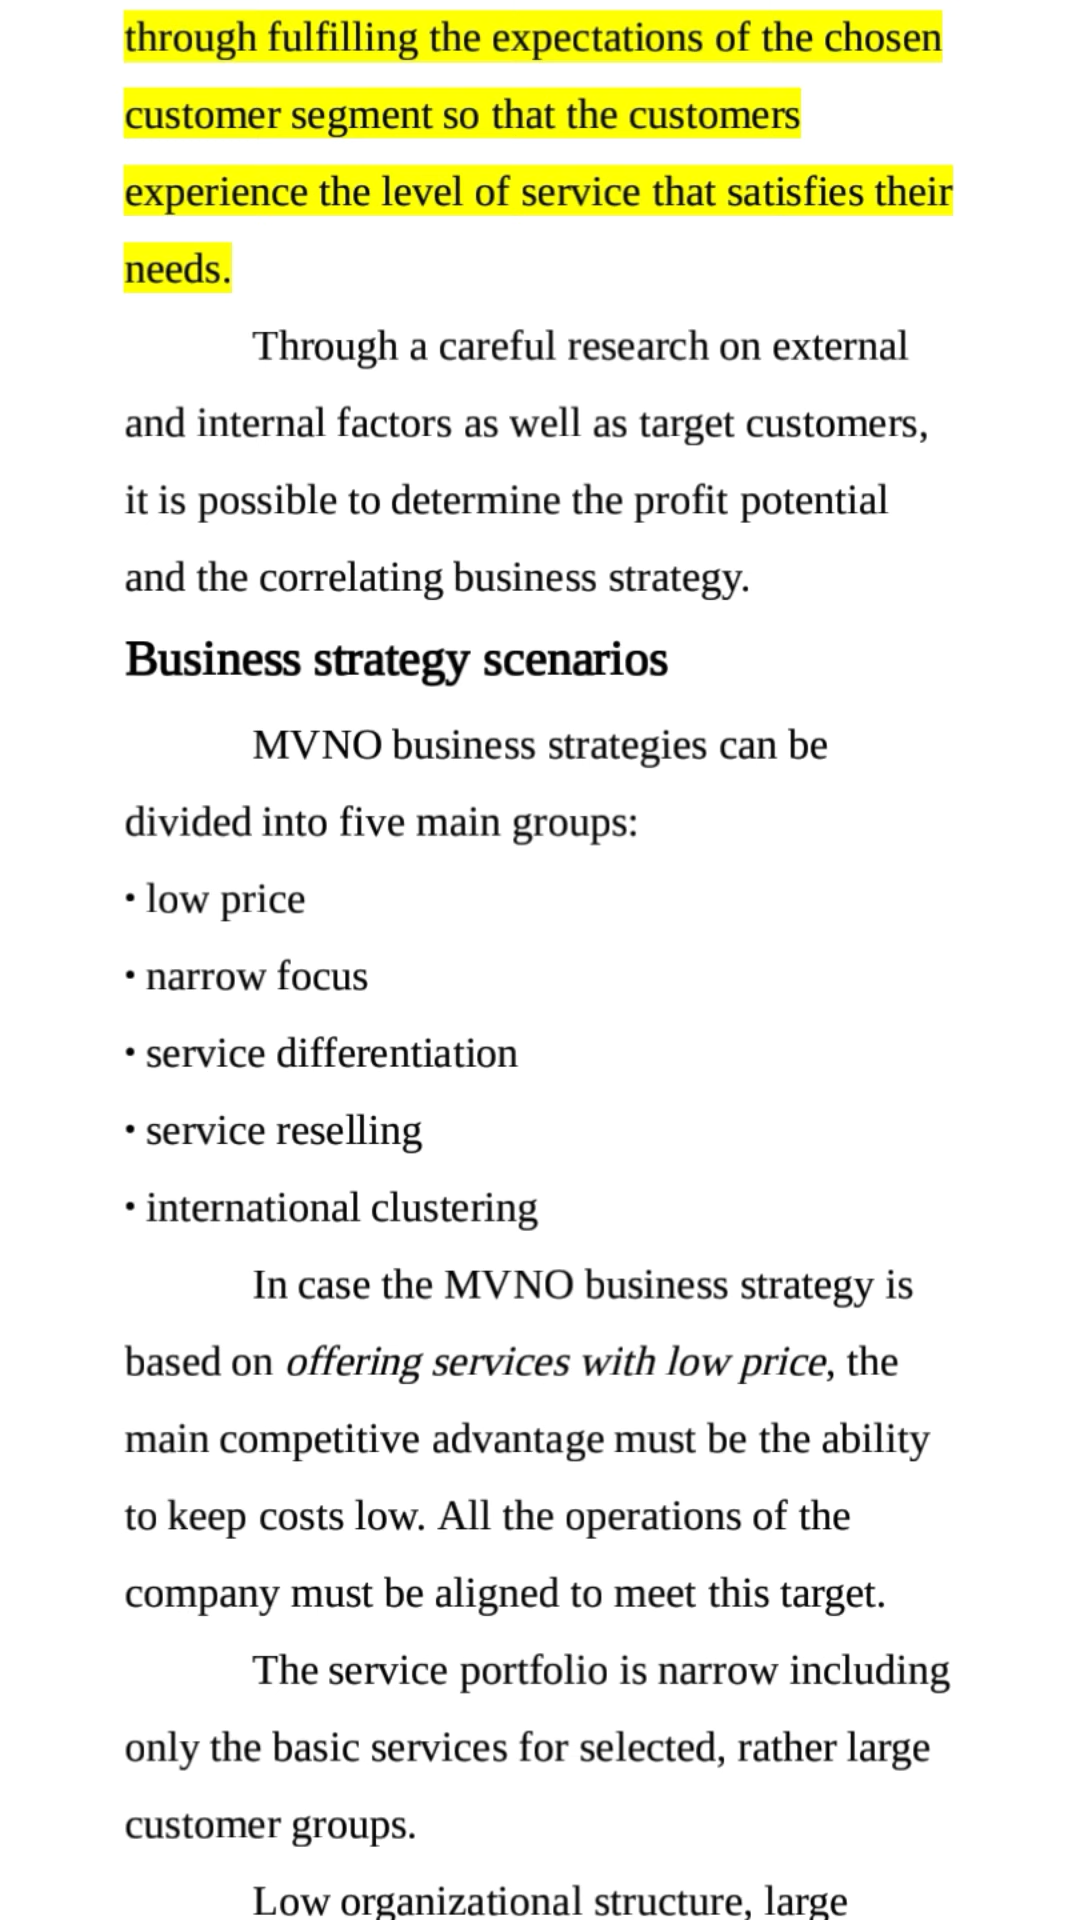 through fulfilling the expectations of the chosen
customer segment so that the customers
experience the level of service that satisfies their
needs.
Through a careful research on external
and internal factors as well as target customers,
it is possible to determine the profit potential
and the correlating business strategy.
Business strategy scenarios
MVNO business strategies can be
divided into five main groups:
• low price
• narrow focus
• service differentiation
• service reselling
• international clustering
In case the MVNO business strategy is
based on offering services with low price, the
main competitive advantage must be the ability
to keep costs low. All the operations of the
company must be aligned to meet this target.
The service portfolio is narrow including
only the basic services for selected, rather large
customer groups.
Low organizational structure, large